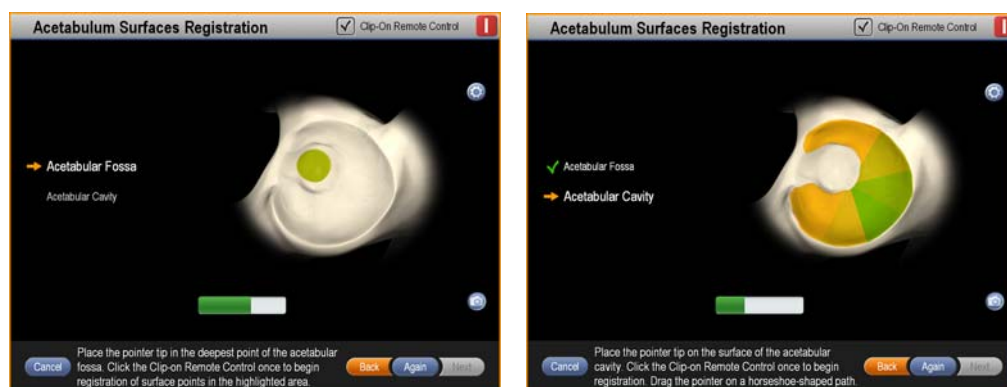 Acetabulum Surfaces Registration
Clip-On Remote Control
Acetabular Fossa
Acetabular Cavity
Place the pointer tip in the deepest point of the acetabular
fossa. Click the Clip-on Remote Control once to begin
registration of surface points in the highlighted area.
Cancel
Back
Again
Next
Acetabulum Surfaces Registration
Clip-On Remote Control
Acetabular Fossa
Acetabular Cavity
Place the pointer tip on the surface of the acetabular
cavity. Click the Clip-on Remote Control once to begin
registration. Drag the pointer on a horseshoe-shaped path.
Cancel
Back
Again
Next